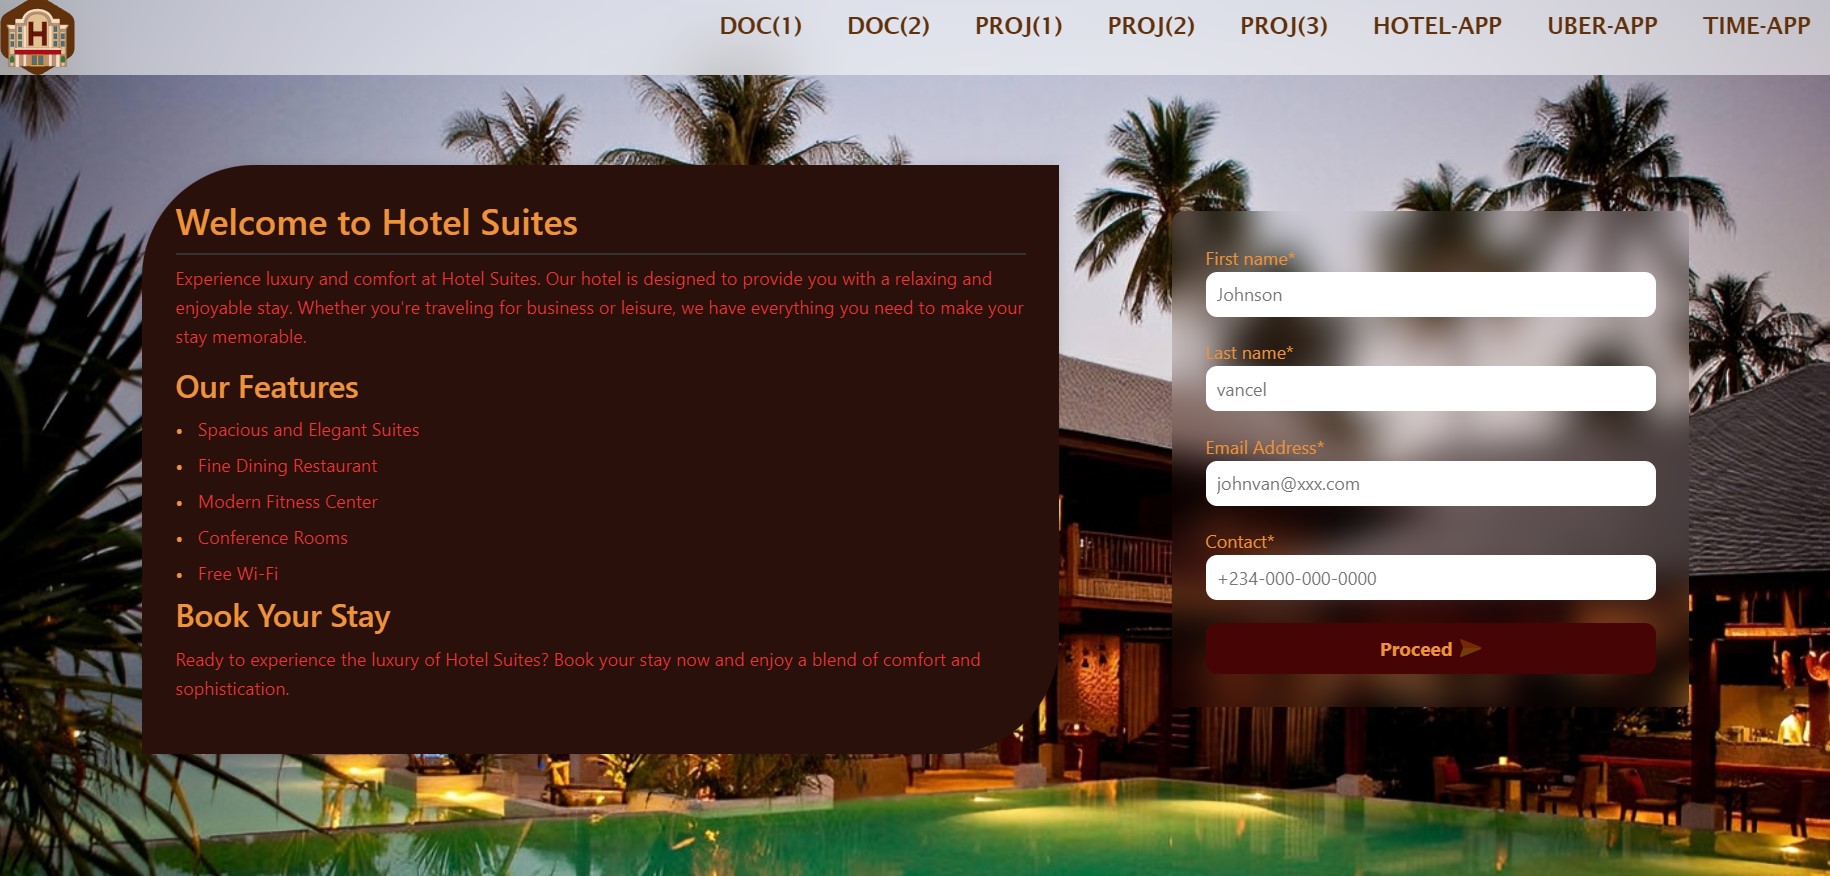 H
DOC(1) DOC(2) PROJ(1) PROJ(2) PROJ(3) HOTEL-APP UBER-APP TIME-APP
Welcome to Hotel Suites
Experience luxury and comfort at Hotel Suites. Our hotel is designed to provide you with a relaxing and
enjoyable stay. Whether you're traveling for business or leisure, we have everything you need to make your
stay memorable.
Our Features
• Spacious and Elegant Suites
• Fine Dining Restaurant
• Modern Fitness Center
• Conference Rooms
• Free Wi-Fi
Book Your Stay
Ready to experience the luxury of Hotel Suites? Book your stay now and enjoy a blend of comfort and
sophistication.
First name*
Johnson
Last name*
vancel
Email Address*
johnvan@xxx.com
Contact*
+234-000-000-0000
Proceed ➤